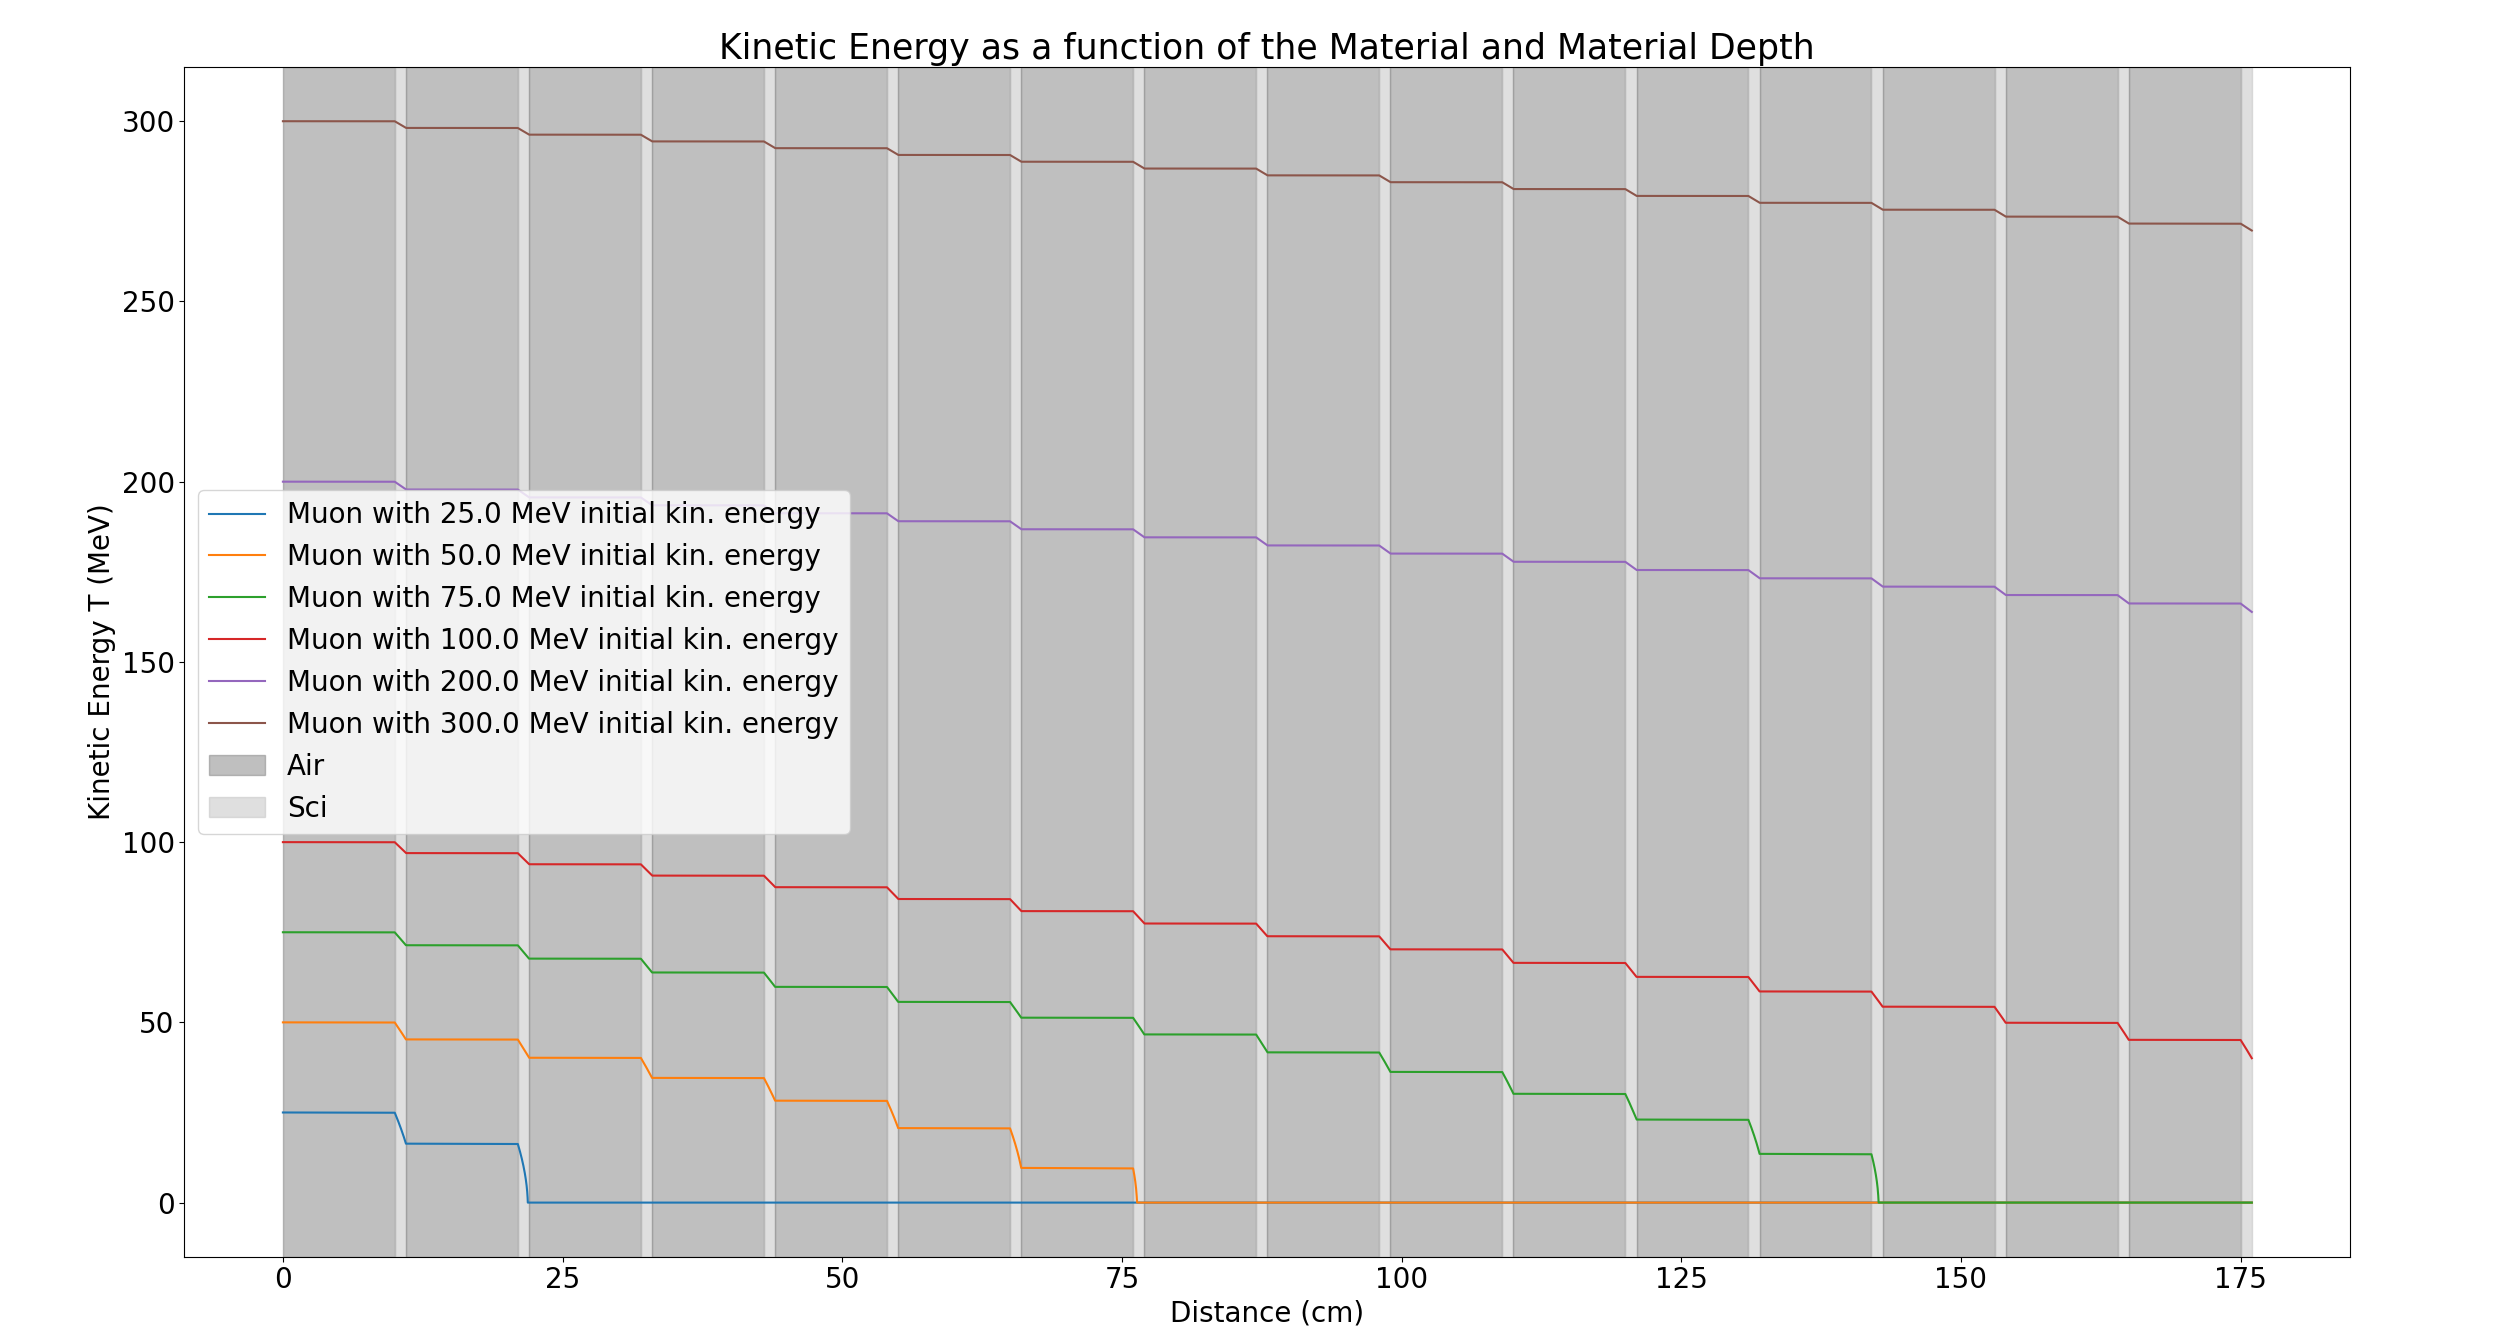 Kinetic Energy as a function of the Material and Material Depth
Kinetic Energy T (MeV)
300
250
200
150
100
50
0
Muon with 25.0 MeV initial kin. energy
Muon with 50.0 MeV initial kin. energy
Muon with 75.0 MeV initial kin. energy
Muon with 100.0 MeV initial kin. energy
Muon with 200.0 MeV initial kin. energy
Muon with 300.0 MeV initial kin. energy
Air
Sci
0 25 50 75 100 125 150 175
Distance (cm)